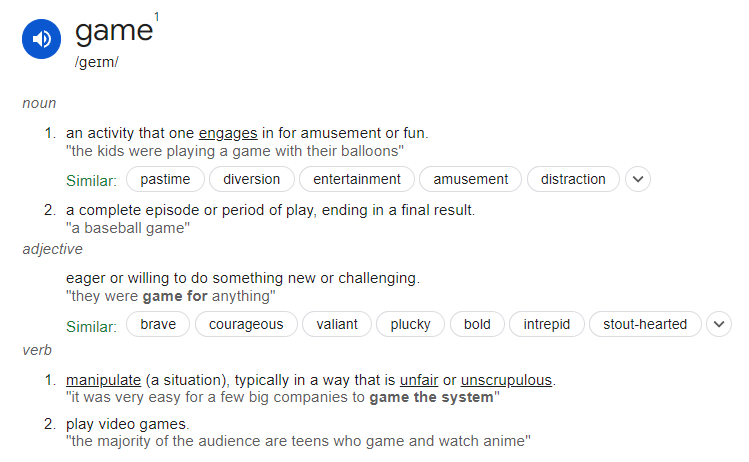 game¹
/ɡeɪm/
noun
1. an activity that one engages in for amusement or fun.
"the kids were playing a game with their balloons"
Similar: pastime diversion entertainment amusement distraction
2. a complete episode or period of play, ending in a final result.
"a baseball game"
adjective
eager or willing to do something new or challenging.
"they were game for anything"
Similar: brave courageous valiant plucky bold intrepid stout-hearted
verb
1. manipulate (a situation), typically in a way that is unfair or unscrupulous.
"it was very easy for a few big companies to game the system"
2. play video games.
"the majority of the audience are teens who game and watch anime"